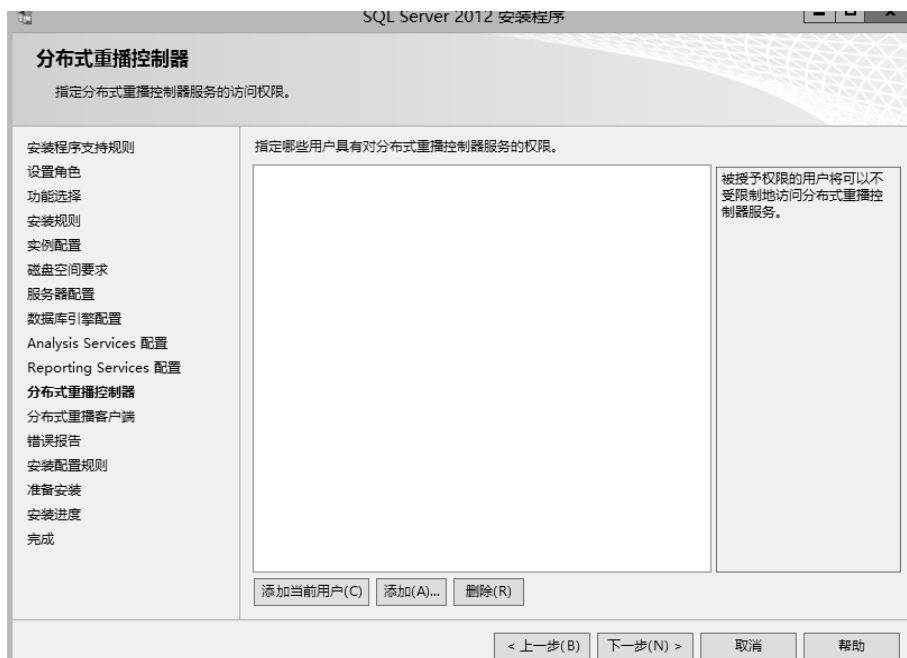 SQL Server 2012 安装程序
分布式重播控制器
指定分布式重播控制器服务的访问权限。
安装程序支持规则
设置角色
功能选择
安装规则
实例配置
磁盘空间要求
服务器配置
数据库引擎配置
Analysis Services 配置
Reporting Services 配置
分布式重播控制器
分布式重播客户端
错误报告
安装配置规则
准备安装
安装进度
完成
指定哪些用户具有对分布式重播控制器服务的权限。
被授予权限的用户将可以不
受限制地访问分布式重播控
制器服务。
添加当前用户(C) 添加(A)... 删除(R)
< 上一步(B) 下一步(N) > 取消 帮助